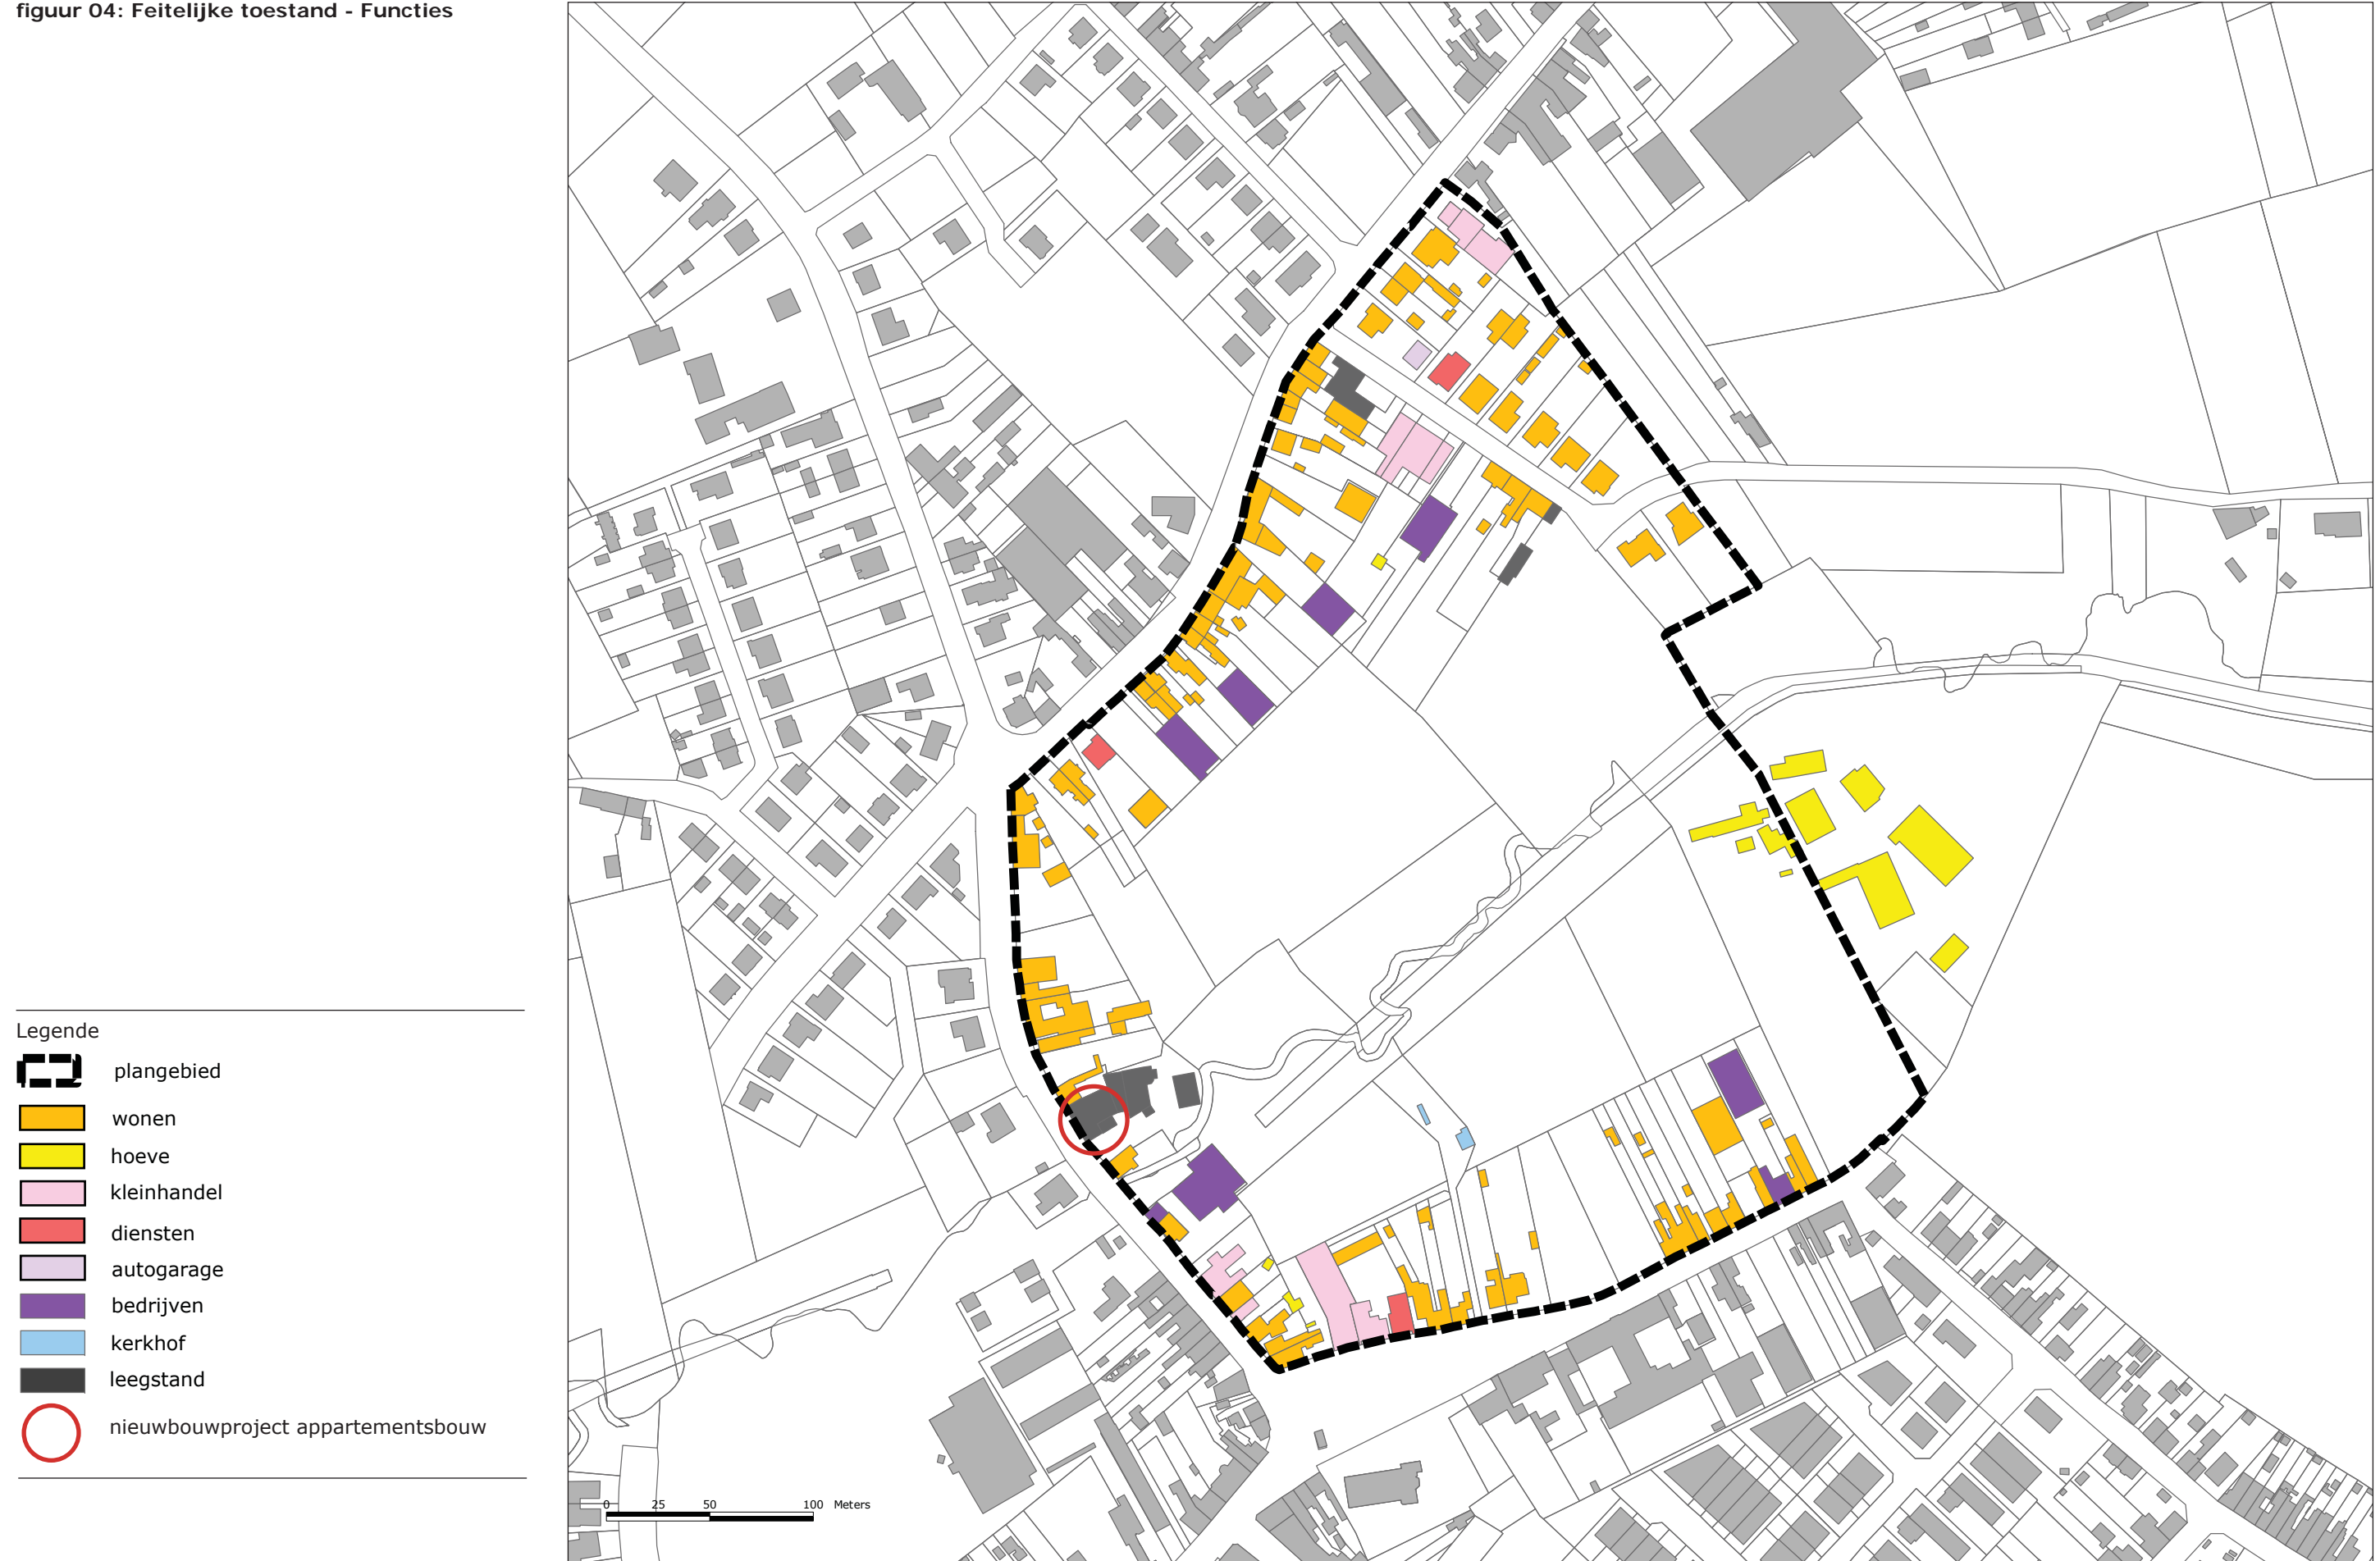 figuur 04: Feitelijke toestand - Functies
Legende
plangebied
wonen
hoeve
kleinhandel
diensten
autogarage
bedrijven
kerkhof
leegstand
nieuwbouwproject appartementsbouw
0 25 50 100 Meters